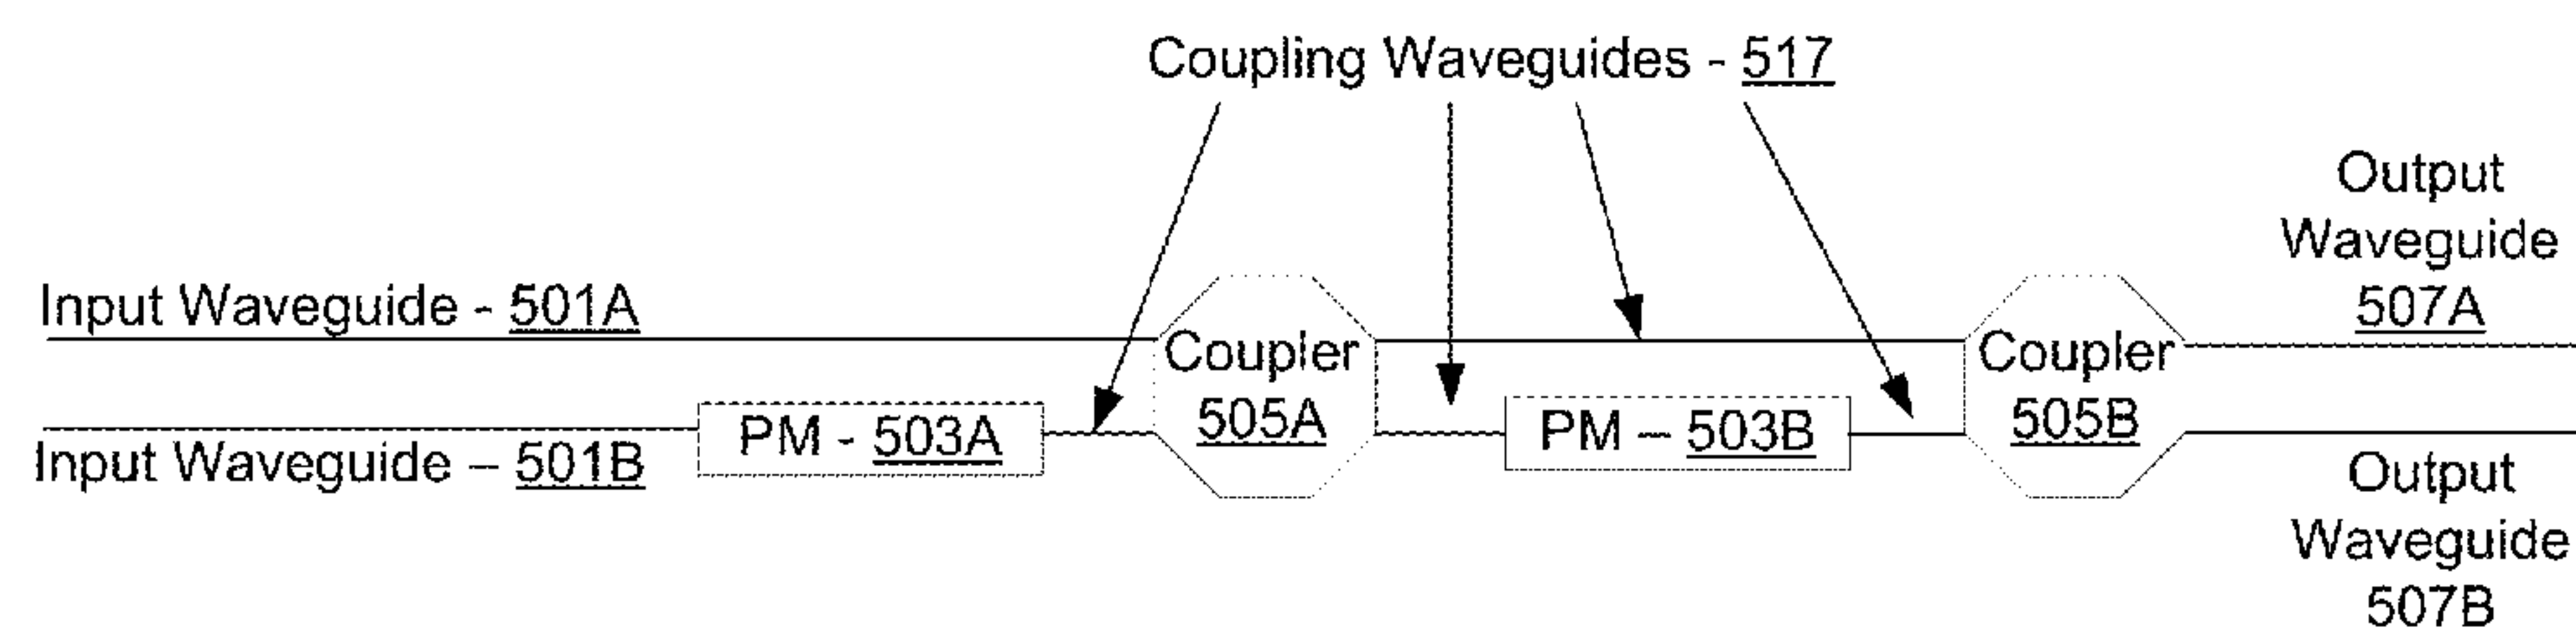 Coupling Waveguides - 517
Output
Waveguide
507A
Input Waveguide - 501A
Coupler
505A
Coupler
505B
PM - 503A
PM – 503B
Input Waveguide – 501B
Output
Waveguide
507B